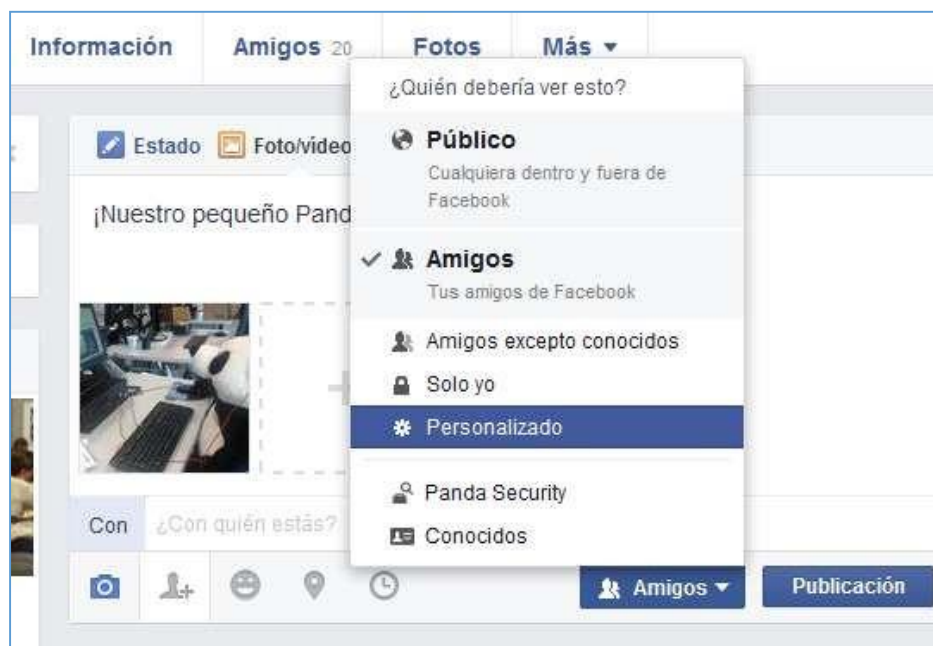 Información Amigos 20 Fotos Más
¿Quién debería ver esto?
Estado Foto/vídeo
Público
Cualquiera dentro y fuera de
Facebook
¡Nuestro pequeño Pand
Amigos
Tus amigos de Facebook
Amigos excepto conocidos
Solo yo
Personalizado
Panda Security
Con ¿Con quién estás?
Conocidos
Amigos Publicación